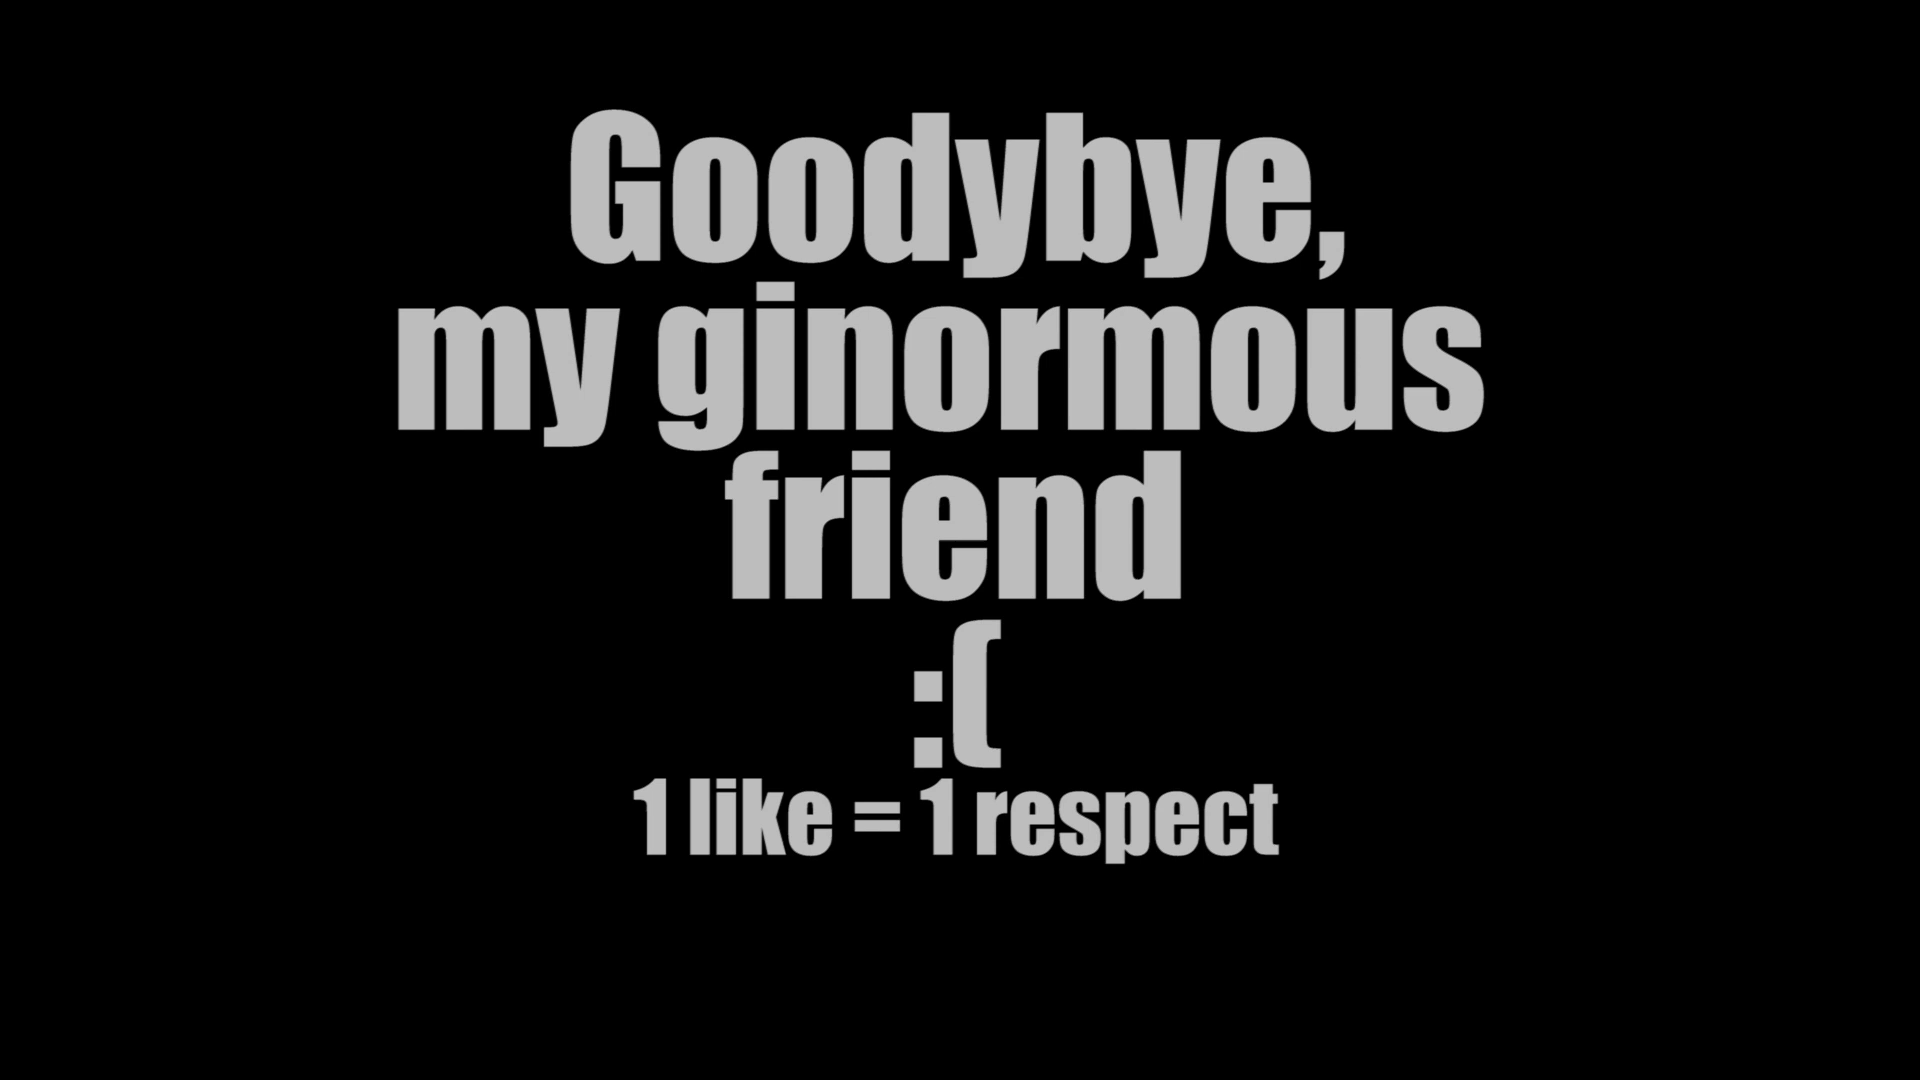 Goodybye,
my ginormous
friend
:(
1 like = 1 respect